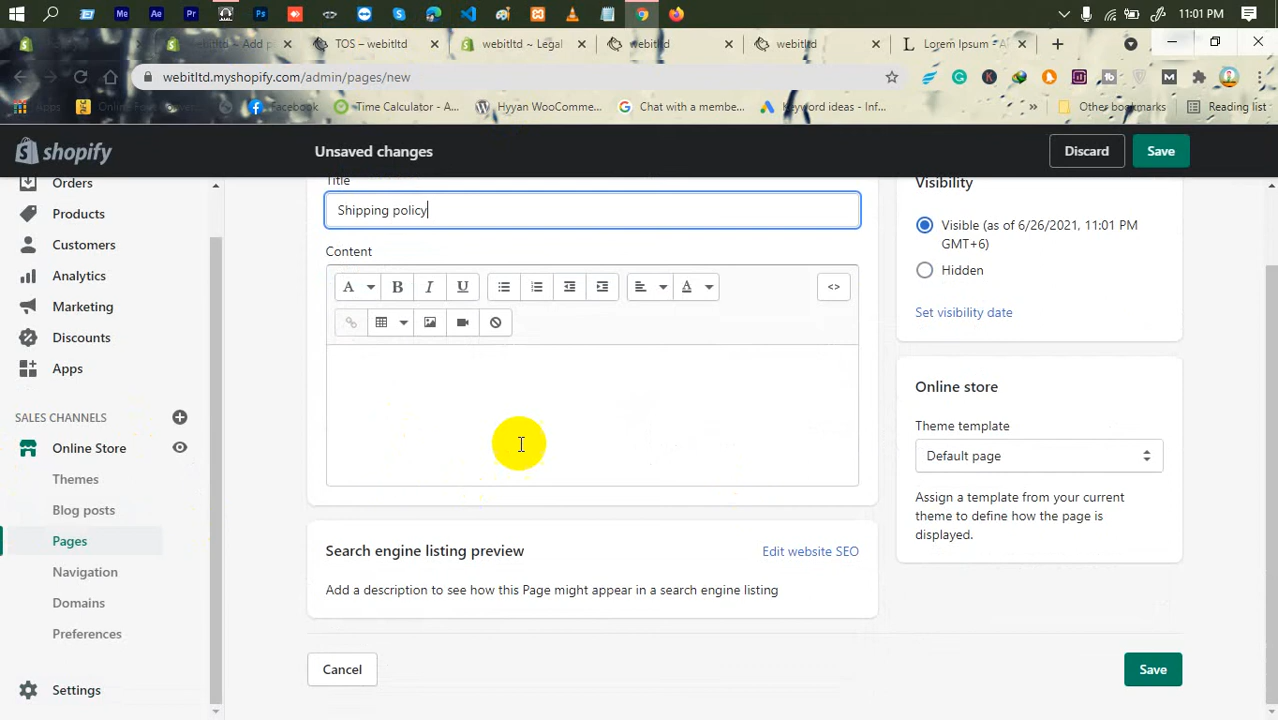 Me
Ae
Pr
Ps
11:01 PM
webitltd ~ Add p
TOS – webitltd
webitltd ~ Legal
webitltd
webitltd
Lorem Ipsum - A
webitltd.myshopify.com/admin/pages/new
Apps
Facebook
Time Calculator - A...
Hyyan WooComme...
Chat with a membe...
Keyword ideas - Inf...
Other bookmarks
Reading list
shopify
Unsaved changes
Discard
Save
Orders
Products
Customers
Analytics
Marketing
Discounts
Apps
SALES CHANNELS
Online Store
Themes
Blog posts
Pages
Navigation
Domains
Preferences
Settings
Title
Shipping policy
Content
A
B
I
U
A
<>
Search engine listing preview
Edit website SEO
Add a description to see how this Page might appear in a search engine listing
Cancel
Save
Visibility
Visible (as of 6/26/2021, 11:01 PM
GMT+6)
Hidden
Set visibility date
Online store
Theme template
Default page
Assign a template from your current
theme to define how the page is
displayed.